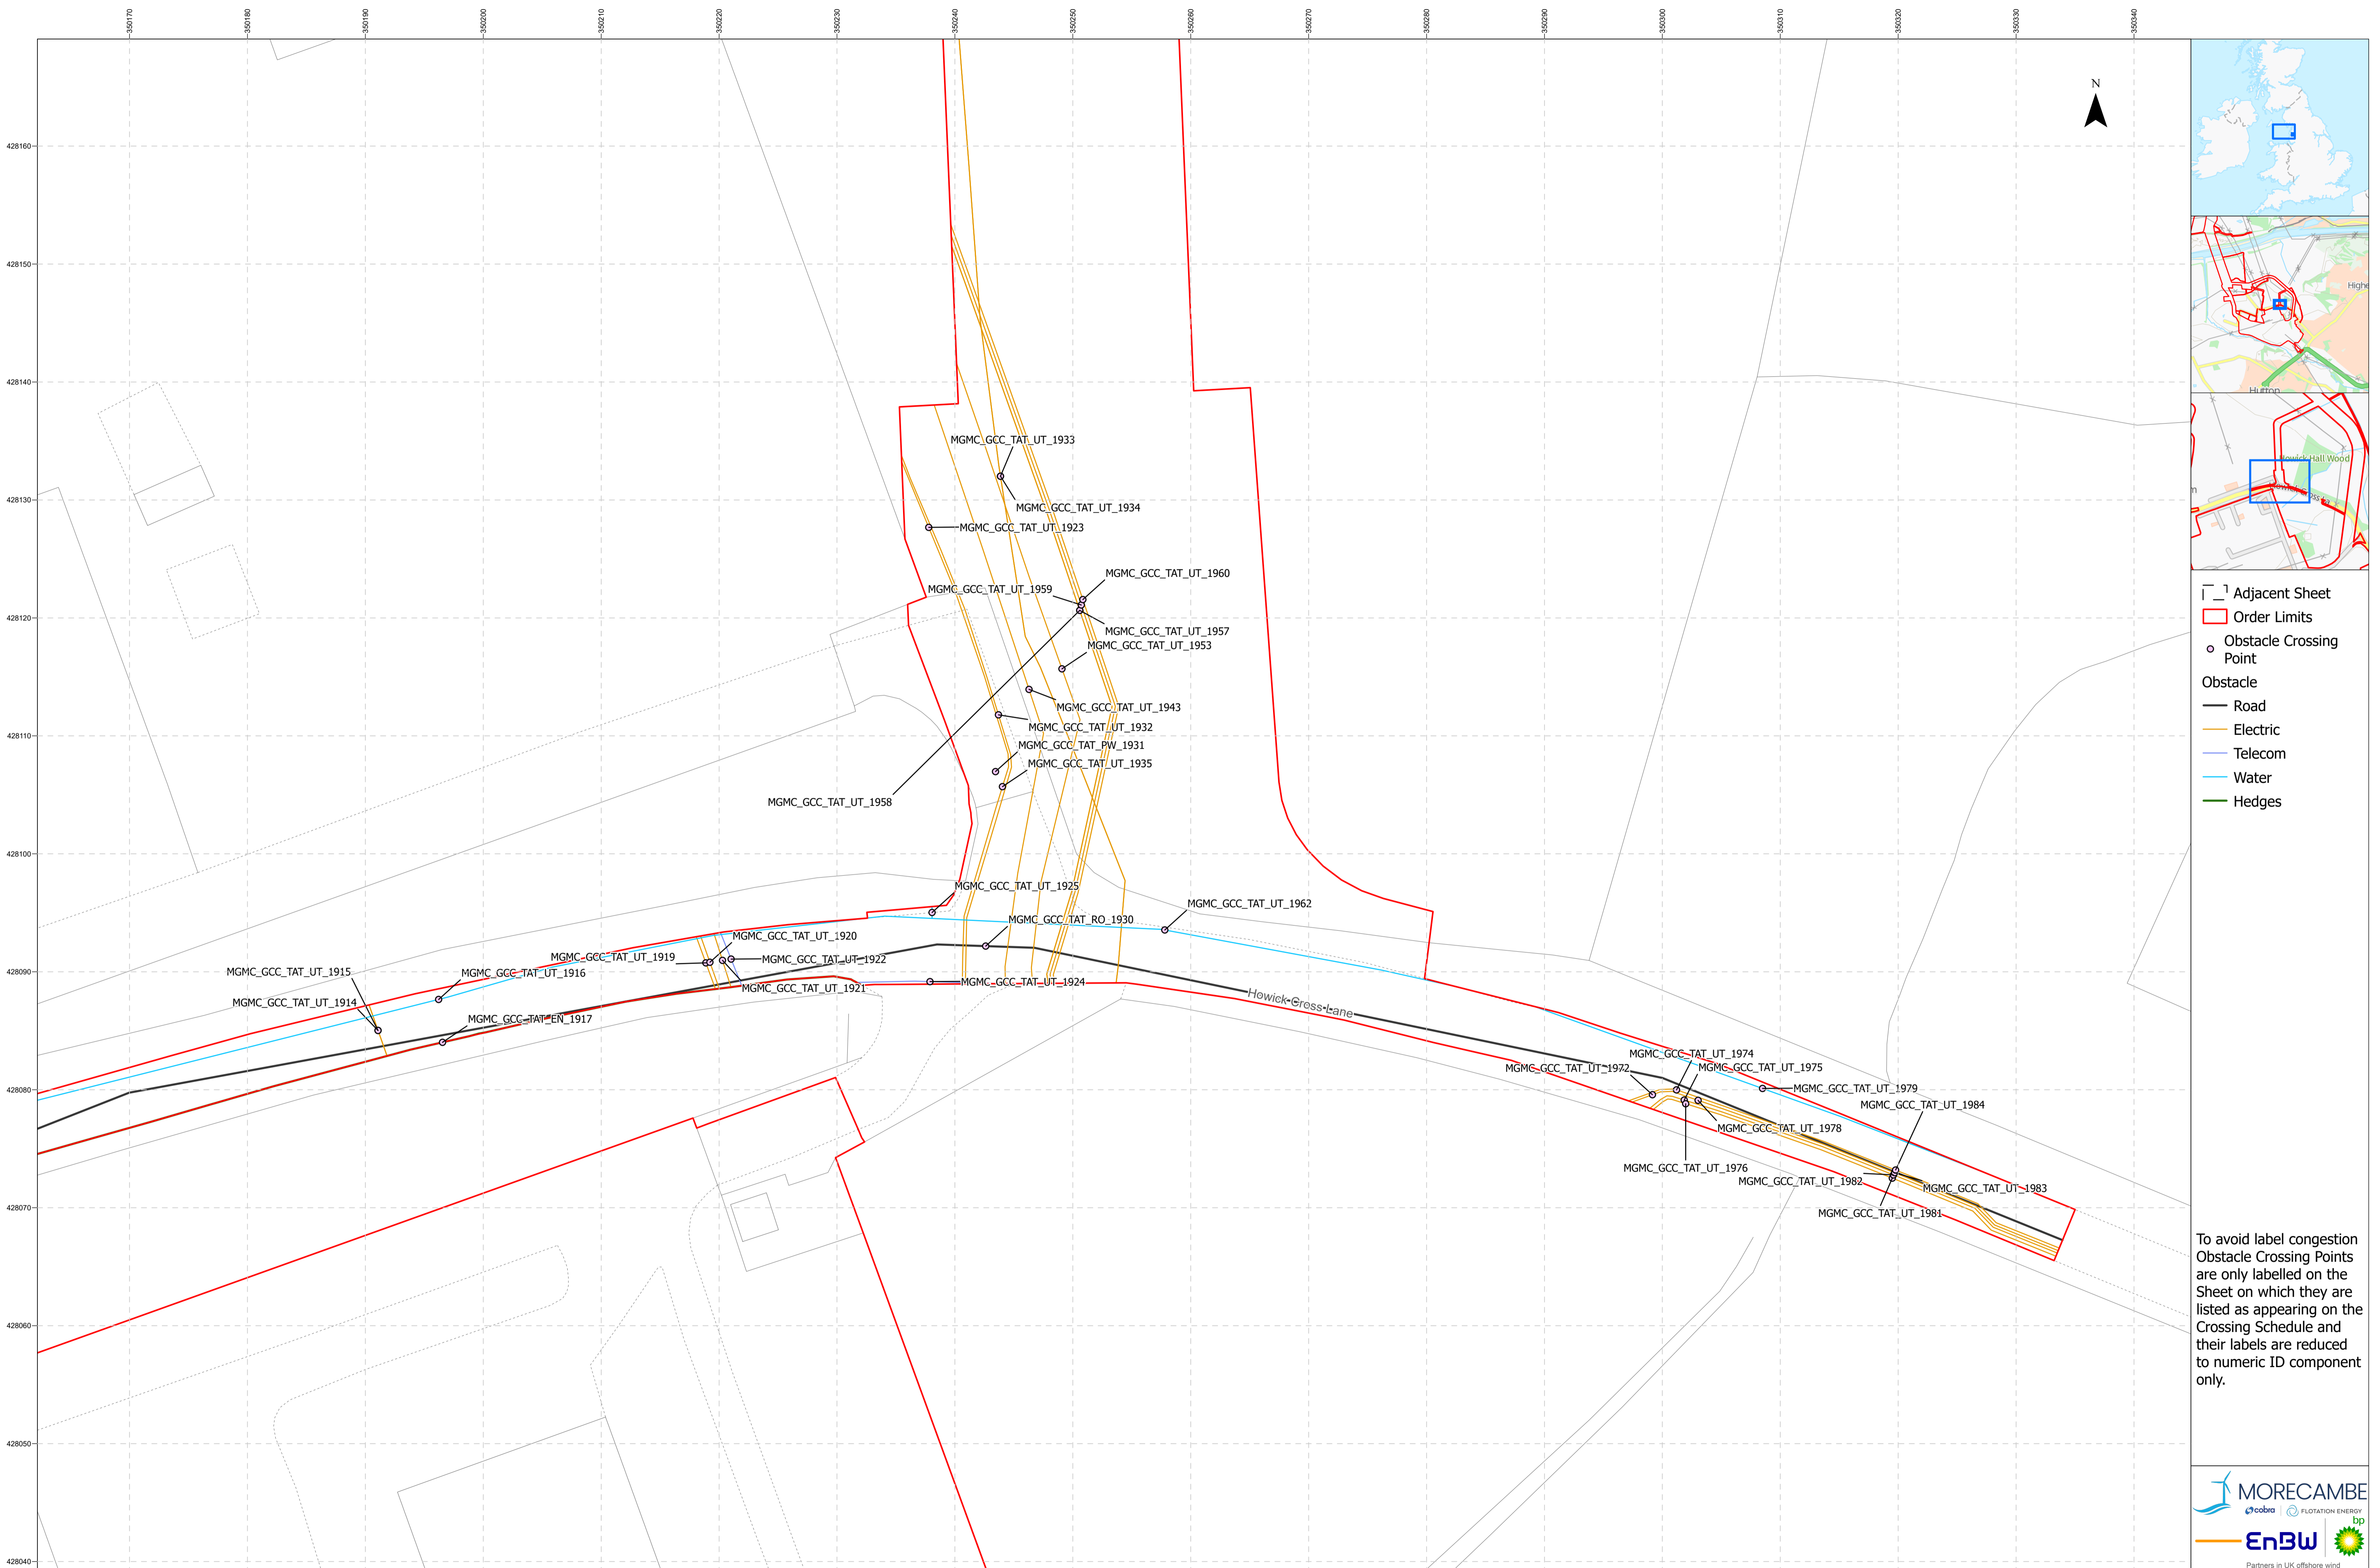 350170
350180
350190
350200
350210
350220
350230
350240
350250
350260
350270
350280
350290
350300
350310
350320
350330
350340
N
428160
428150
428140
428130
428120
428110
428100
428090
428080
428070
428060
428050
428040
MGMC_GCC_TAT_UT_1933
MGMC_GCC_TAT_UT_1934
MGMC_GCC_TAT_UT_1923
MGMC_GCC_TAT_UT_1960
MGMC_GCC_TAT_UT_1959
MGMC_GCC_TAT_UT_1957
MGMC_GCC_TAT_UT_1953
MGMC_GCC_TAT_UT_1943
MGMC_GCC_TAT_UT_1932
MGMC_GCC_TAT_PW_1931
MGMC_GCC_TAT_UT_1935
MGMC_GCC_TAT_UT_1958
MGMC_GCC_TAT_UT_1925
MGMC_GCC_TAT_UT_1962
MGMC_GCC_TAT_RO_1930
MGMC_GCC_TAT_UT_1920
MGMC_GCC_TAT_UT_1919
MGMC_GCC_TAT_UT_1922
MGMC_GCC_TAT_UT_1915
MGMC_GCC_TAT_UT_1916
MGMC_GCC_TAT_UT_1924
MGMC_GCC_TAT_UT_1921
MGMC_GCC_TAT_UT_1914
Howick Cross Lane
MGMC_GCC_TAT_EN_1917
MGMC_GCC_TAT_UT_1974
MGMC_GCC_TAT_UT_1972
MGMC_GCC_TAT_UT_1975
MGMC_GCC_TAT_UT_1979
MGMC_GCC_TAT_UT_1984
MGMC_GCC_TAT_UT_1978
MGMC_GCC_TAT_UT_1976
MGMC_GCC_TAT_UT_1982
MGMC_GCC_TAT_UT_1983
MGMC_GCC_TAT_UT_1981
Highe
Hutton
Howick Hall Wood
Adjacent Sheet
Order Limits
Obstacle Crossing
Point
Obstacle
Road
Electric
Telecom
Water
Hedges
To avoid label congestion
Obstacle Crossing Points
are only labelled on the
Sheet on which they are
listed as appearing on the
Crossing Schedule and
their labels are reduced
to numeric ID component
only.
MORECAMBE
cobra
FLOTATION ENERGY
EnBW
bp
Partners in UK offshore wind